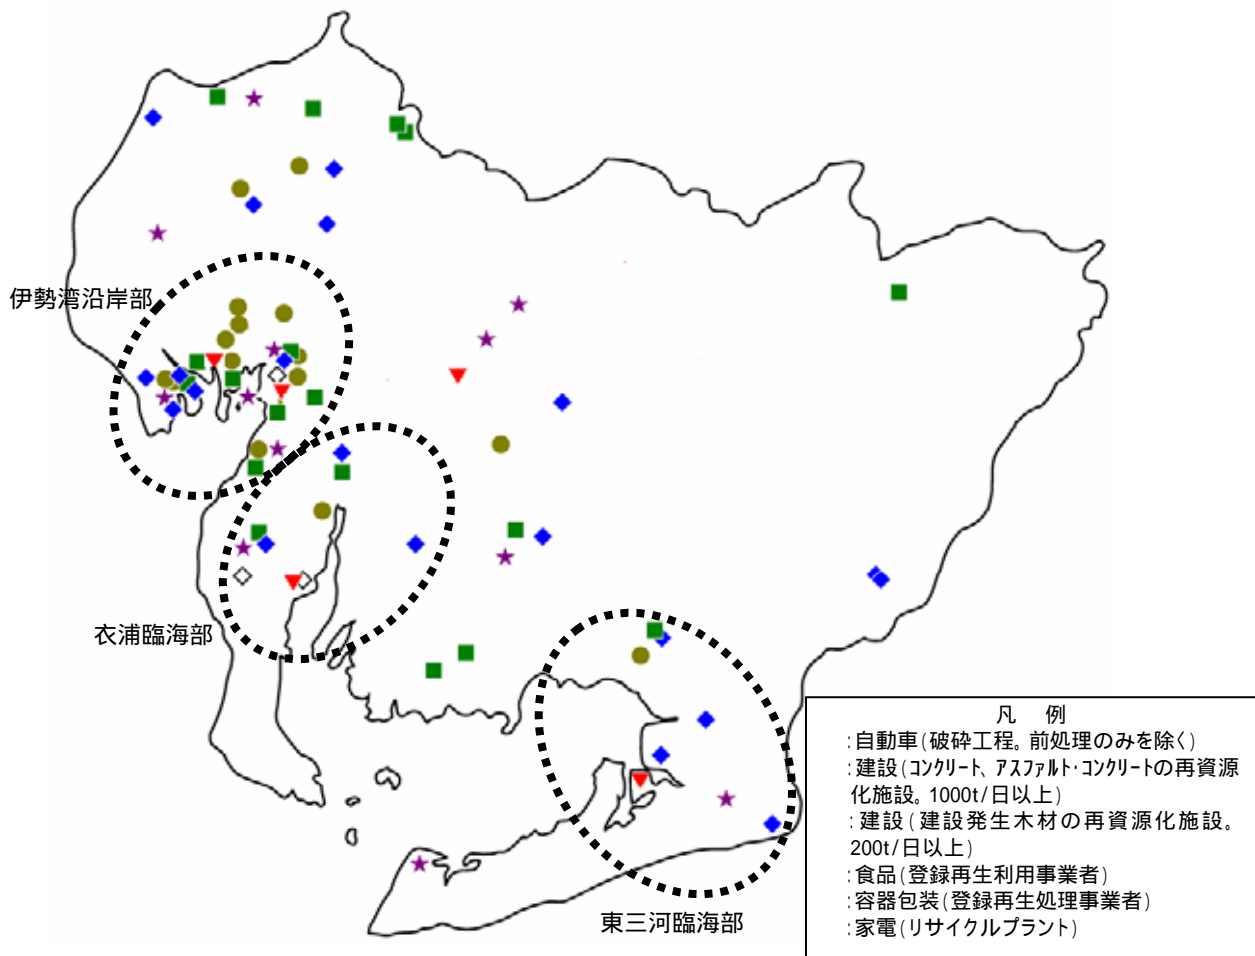 伊勢湾沿岸部
衣浦臨海部
東三河臨海部
凡 例
:自動車(破砕工程。前処理のみを除く)
:建設(コンクリート、アスファルト・コンクリートの再資源
化施設。1000t/日以上)
:建設(建設発生木材の再資源化施設。
200t/日以上)
:食品(登録再生利用事業者)
:容器包装(登録再生処理事業者)
:家電(リサイクルプラント)